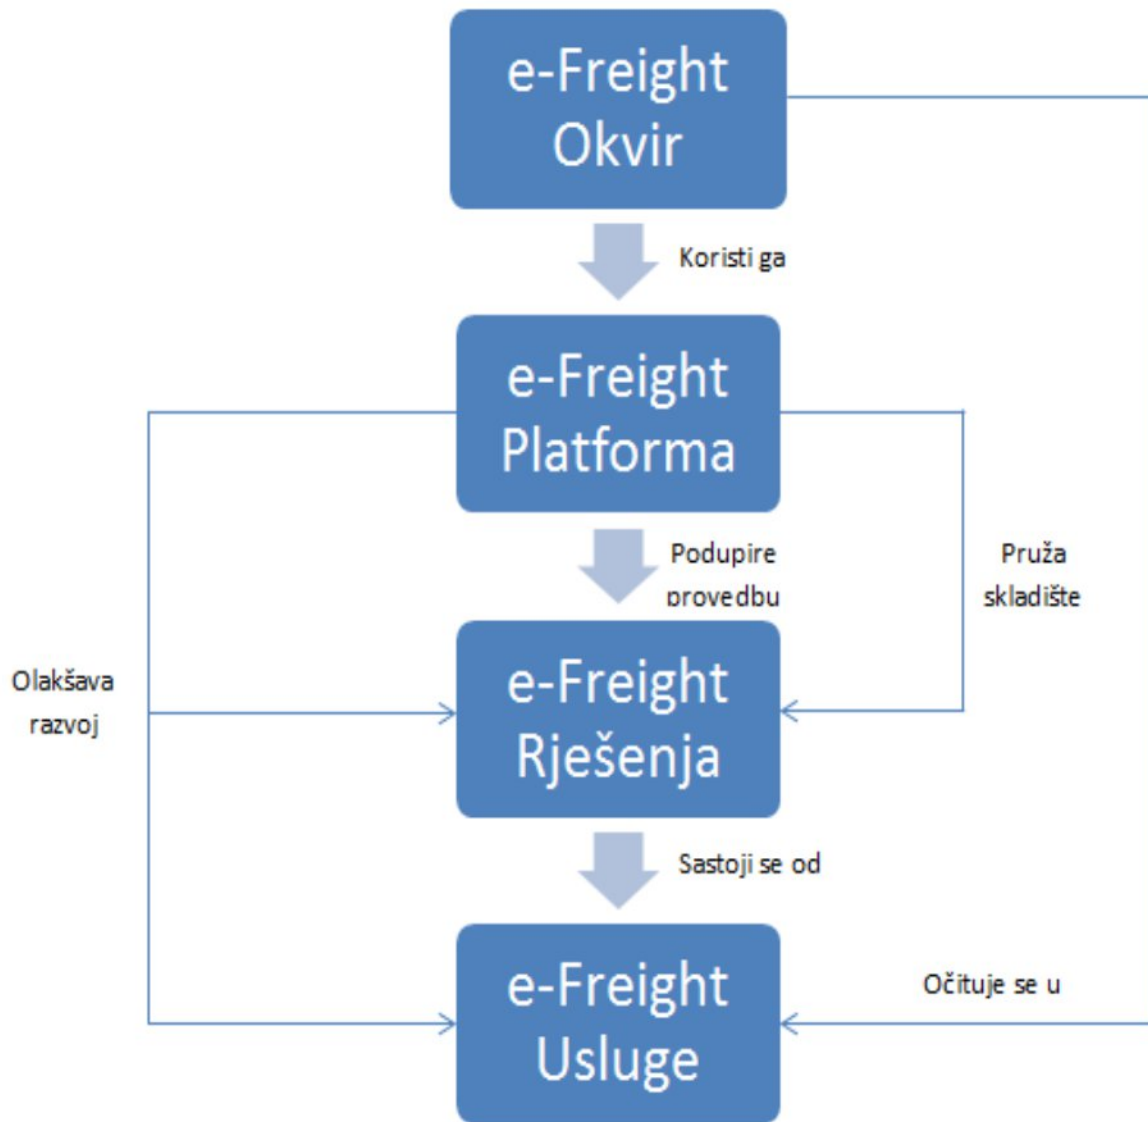 e-Freight
Okvir
Koristi ga
e-Freight
Platforma
Podupire
provedbu
Pruža
skladište
Olakšava
razvoj
e-Freight
Rješenja
Sastoji se od
e-Freight
Usluge
Očituje se u